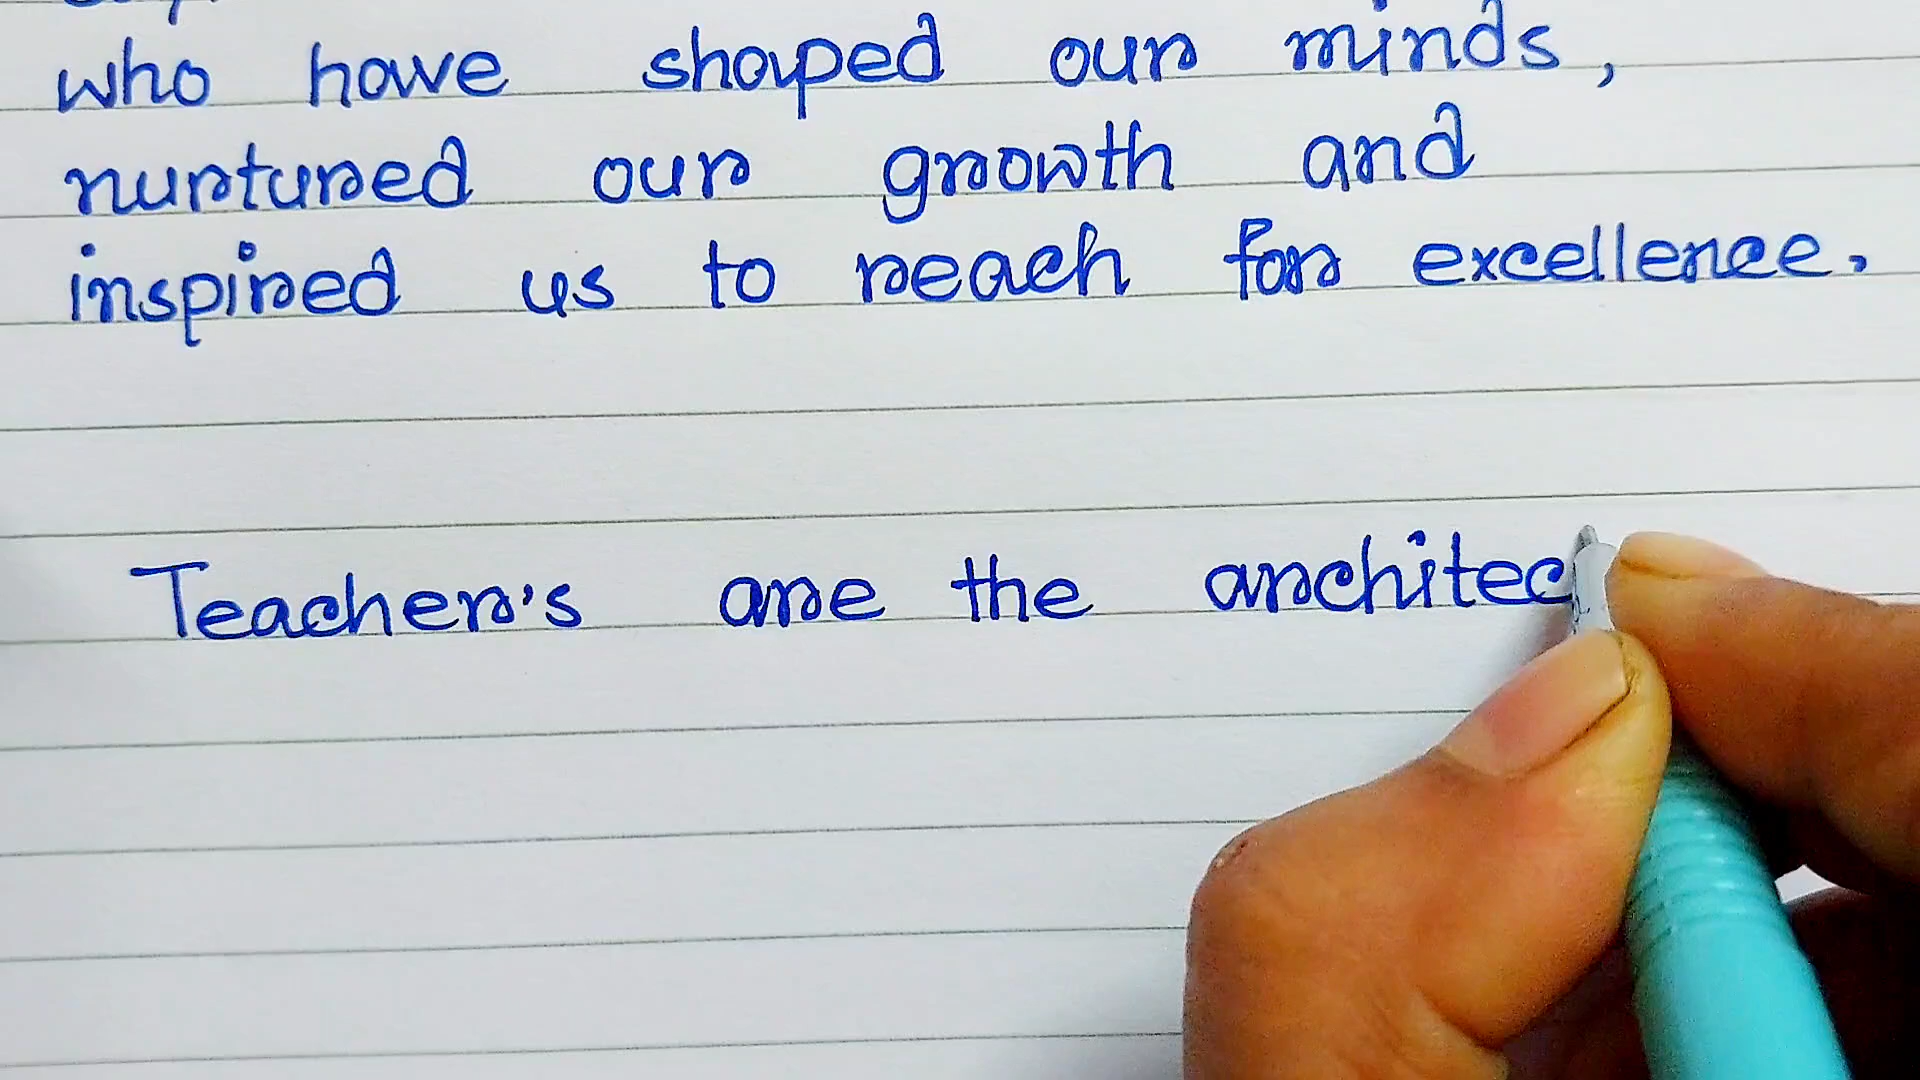 who have shaped our minds,
nurtured our growth and
inspired us to reach for excellence.
Teacher's are the architec